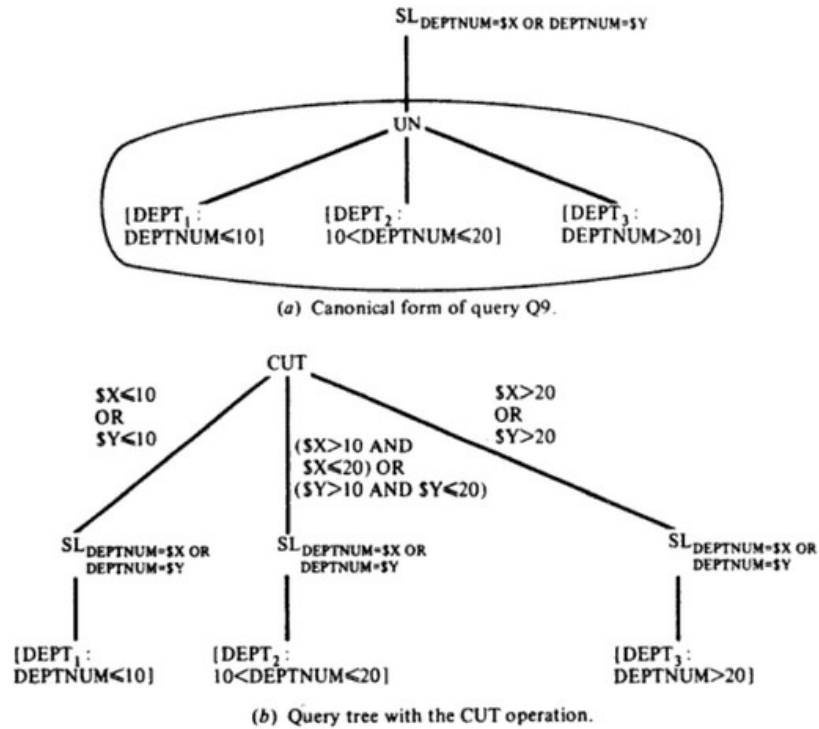 SL DEPTNUM=$X OR DEPTNUM=$Y
UN
[DEPT1:
DEPTNUM≤10]
[DEPT2:
10<DEPTNUM≤20]
[DEPT3:
DEPTNUM>20]
(a) Canonical form of query Q9.
CUT
$X≤10
OR
$Y≤10
($X>10 AND
$X≤20) OR
($Y>10 AND $Y≤20)
$X>20
OR
$Y>20
SL DEPTNUM=$X OR
DEPTNUM=$Y
SL DEPTNUM=$X OR
DEPTNUM=$Y
SL DEPTNUM=$X OR
DEPTNUM=$Y
[DEPT1:
DEPTNUM≤10]
[DEPT2:
10<DEPTNUM≤20]
[DEPT3:
DEPTNUM>20]
(b) Query tree with the CUT operation.